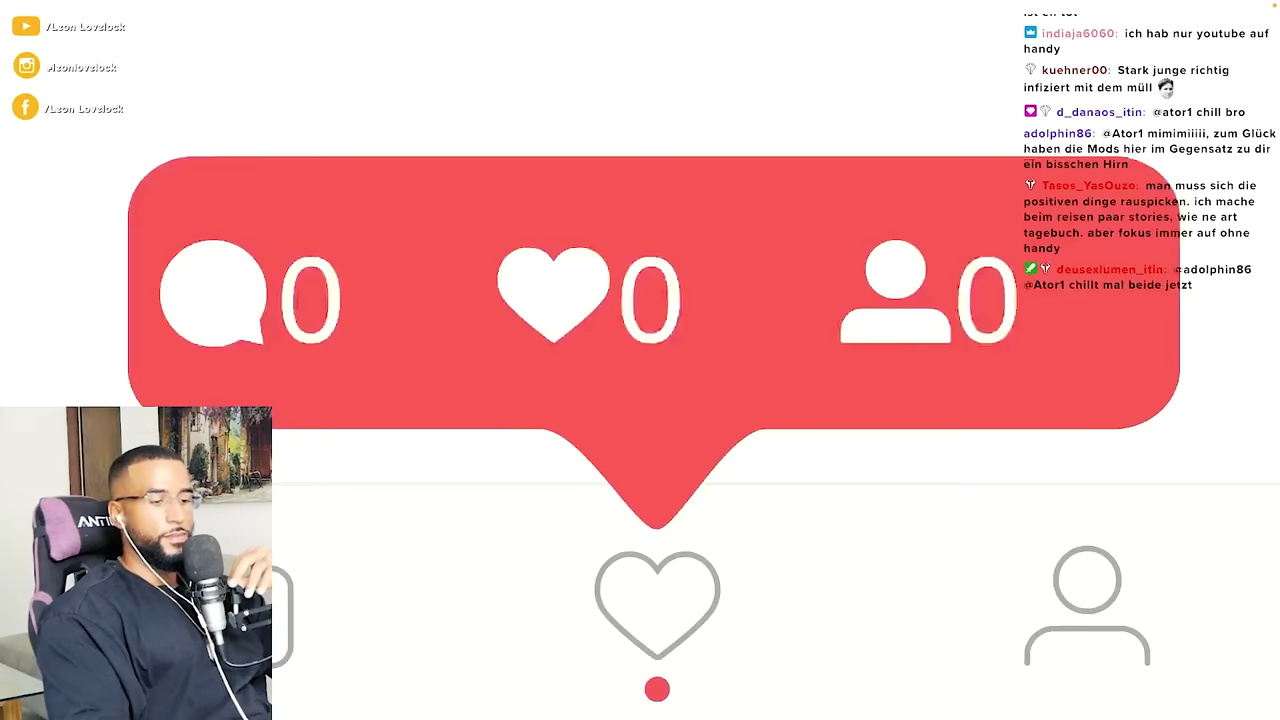 /Leon Lovelock
leonlovelock
/Leon Lovelock
indiaja6060: ich hab nur youtube auf
handy
kuehner00: Stark junge richtig
infiziert mit dem müll
d_danaos_itin: @ator1 chill bro
adolphin86: @Ator1 mimimiiiii, zum Glück
haben die Mods hier im Gegensatz zu dir
ein bisschen Hirn
Tasos_YasOuzo: man muss sich die
positiven dinge rauspicken. ich mache
beim reisen paar stories, wie ne art
tagebuch. aber fokus immer auf ohne
handy
deusexlumen_itin: @adolphin86
@Ator1 chillt mal beide jetzt
0 0 0
ANTI